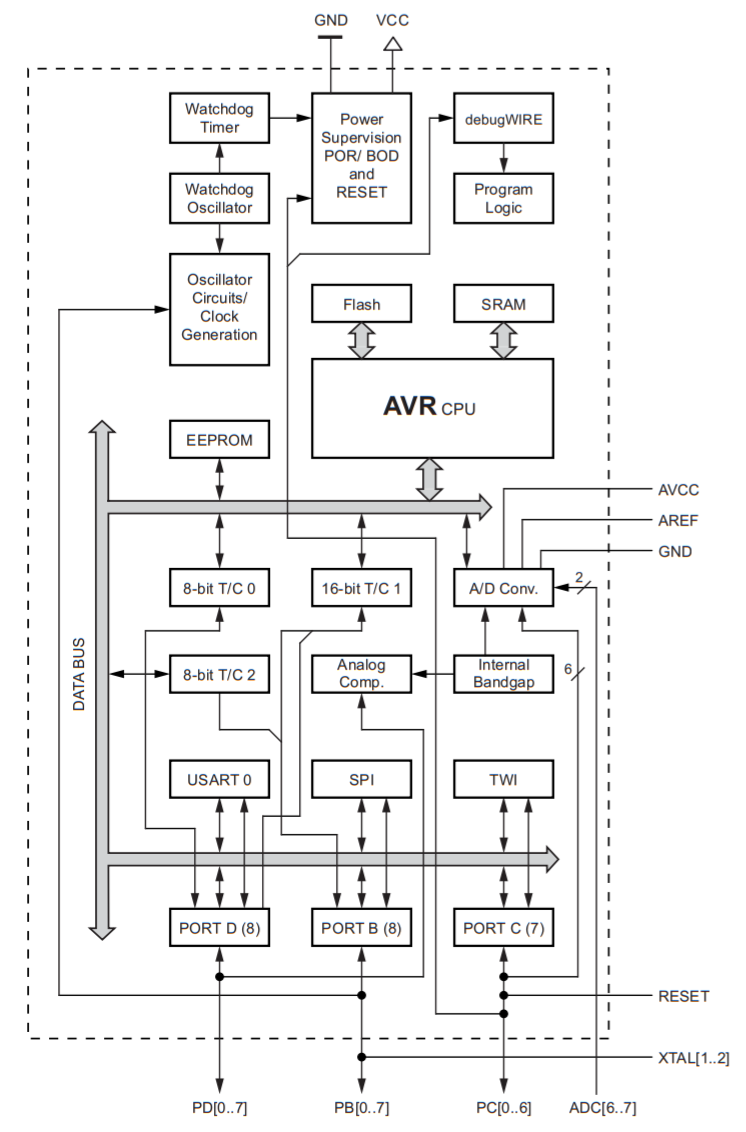 GND
VCC
Watchdog
Timer
Power
Supervision
POR/ BOD
and
RESET
debugWIRE
Watchdog
Oscillator
Program
Logic
Oscillator
Circuits/
Clock
Generation
Flash
SRAM
AVR CPU
EEPROM
AVCC
AREF
GND
8-bit T/C 0
16-bit T/C 1
A/D Conv.
2
DATA BUS
8-bit T/C 2
Analog
Comp.
Internal
Bandgap
6
USART 0
SPI
TWI
PORT D (8)
PORT B (8)
PORT C (7)
RESET
XTAL[1..2]
PD[0..7]
PB[0..7]
PC[0..6]
ADC[6..7]